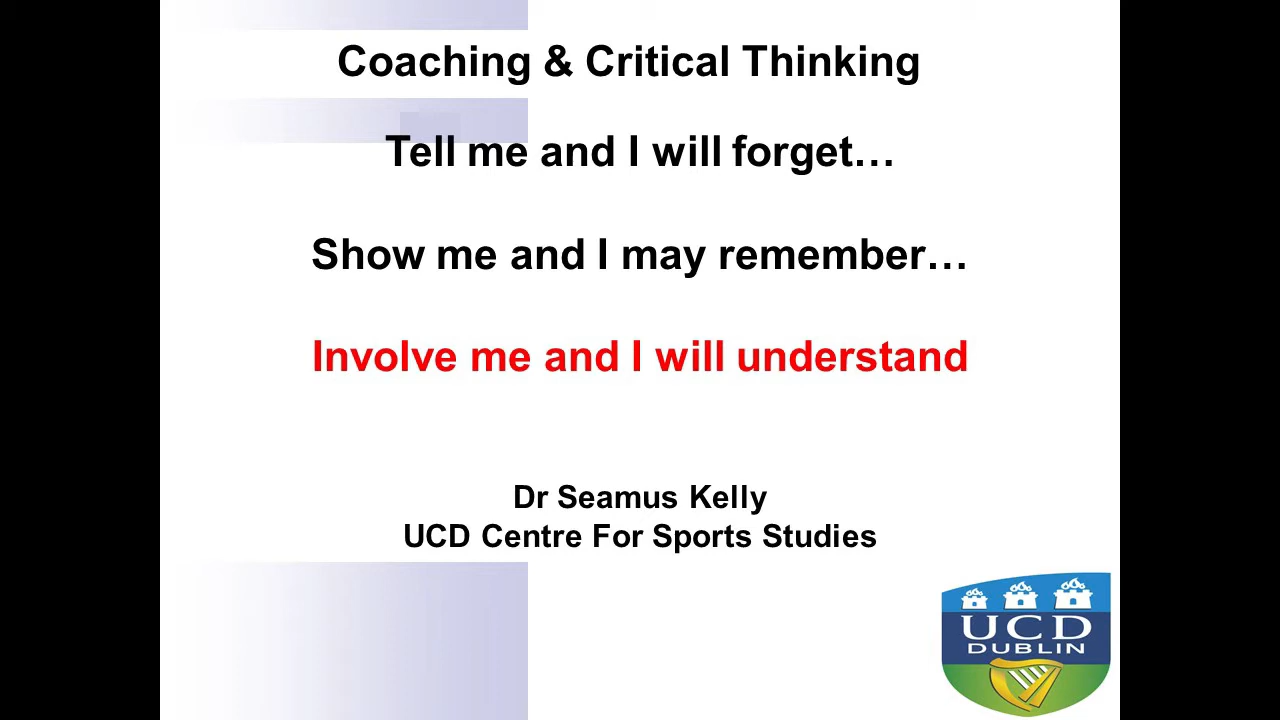 Coaching & Critical Thinking
Tell me and I will forget…
Show me and I may remember…
Involve me and I will understand
Dr Seamus Kelly
UCD Centre For Sports Studies
UCD
DUBLIN